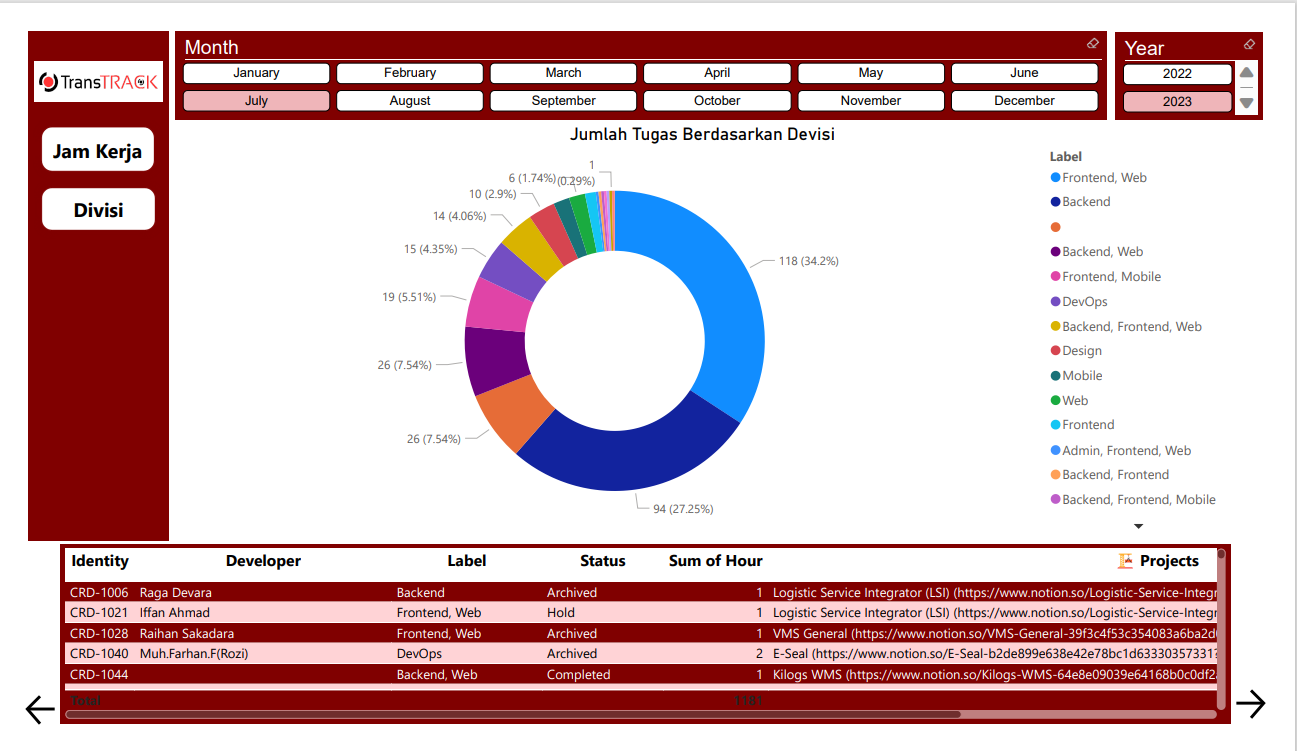 TransTRACK
Jam Kerja
Divisi
Month
January February March April May June
July August September October November December
Year
2022
2023
Jumlah Tugas Berdasarkan Devisi
1
6 (1.74%) (0.29%)
10 (2.9%)
14 (4.06%)
15 (4.35%)
19 (5.51%)
26 (7.54%)
26 (7.54%)
118 (34.2%)
94 (27.25%)
Label
Frontend, Web
Backend
Backend, Web
Frontend, Mobile
DevOps
Backend, Frontend, Web
Design
Mobile
Web
Frontend
Admin, Frontend, Web
Backend, Frontend
Backend, Frontend, Mobile
Identity Developer Label Status Sum of Hour Projects
CRD-1006 Raga Devara Backend Archived 1 Logistic Service Integrator (LSI) (https://www.notion.so/Logistic-Service-Integr
CRD-1021 Iffan Ahmad Frontend, Web Hold 1 Logistic Service Integrator (LSI) (https://www.notion.so/Logistic-Service-Integr
CRD-1028 Raihan Sakadara Frontend, Web Archived 1 VMS General (https://www.notion.so/VMS-General-39f3c4f53c354083a6ba2d
CRD-1040 Muh.Farhan.F(Rozi) DevOps Archived 2 E-Seal (https://www.notion.so/E-Seal-b2de899e638e42e78bc1d63330357331?
CRD-1044 Backend, Web Completed 1 Kilogs WMS (https://www.notion.so/Kilogs-WMS-64e8e09039e64168b0c0df2
Total 1181